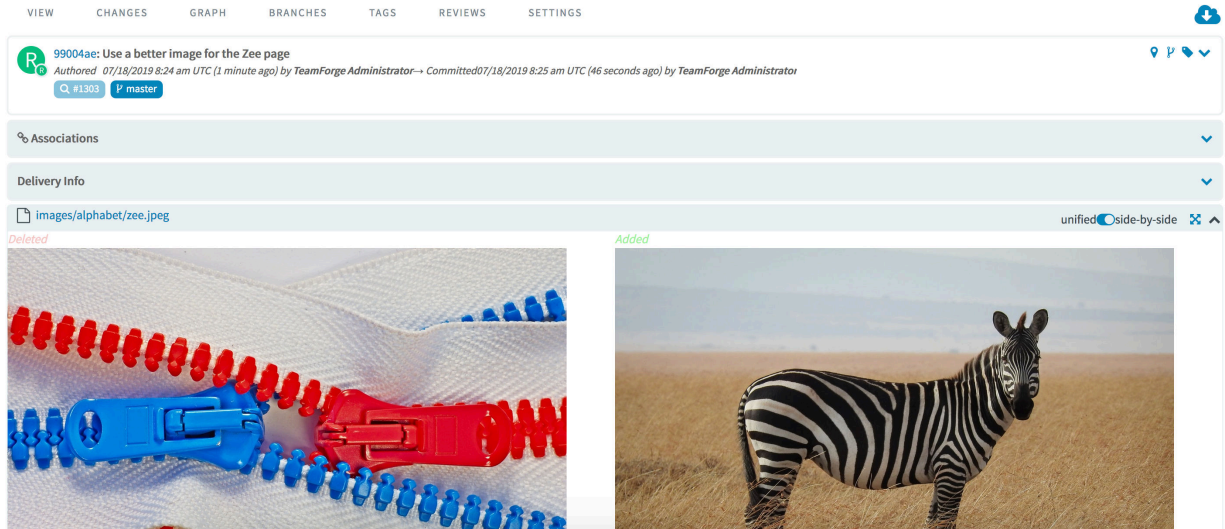 VIEW CHANGES GRAPH BRANCHES TAGS REVIEWS SETTINGS
R R
99004ae: Use a better image for the Zee page
Authored 07/18/2019 8:24 am UTC (1 minute ago) by TeamForge Administrator→ Committed07/18/2019 8:25 am UTC (46 seconds ago) by TeamForge Administrator
#1303 master
Associations
Delivery Info
images/alphabet/zee.jpeg
unified side-by-side
Deleted Added